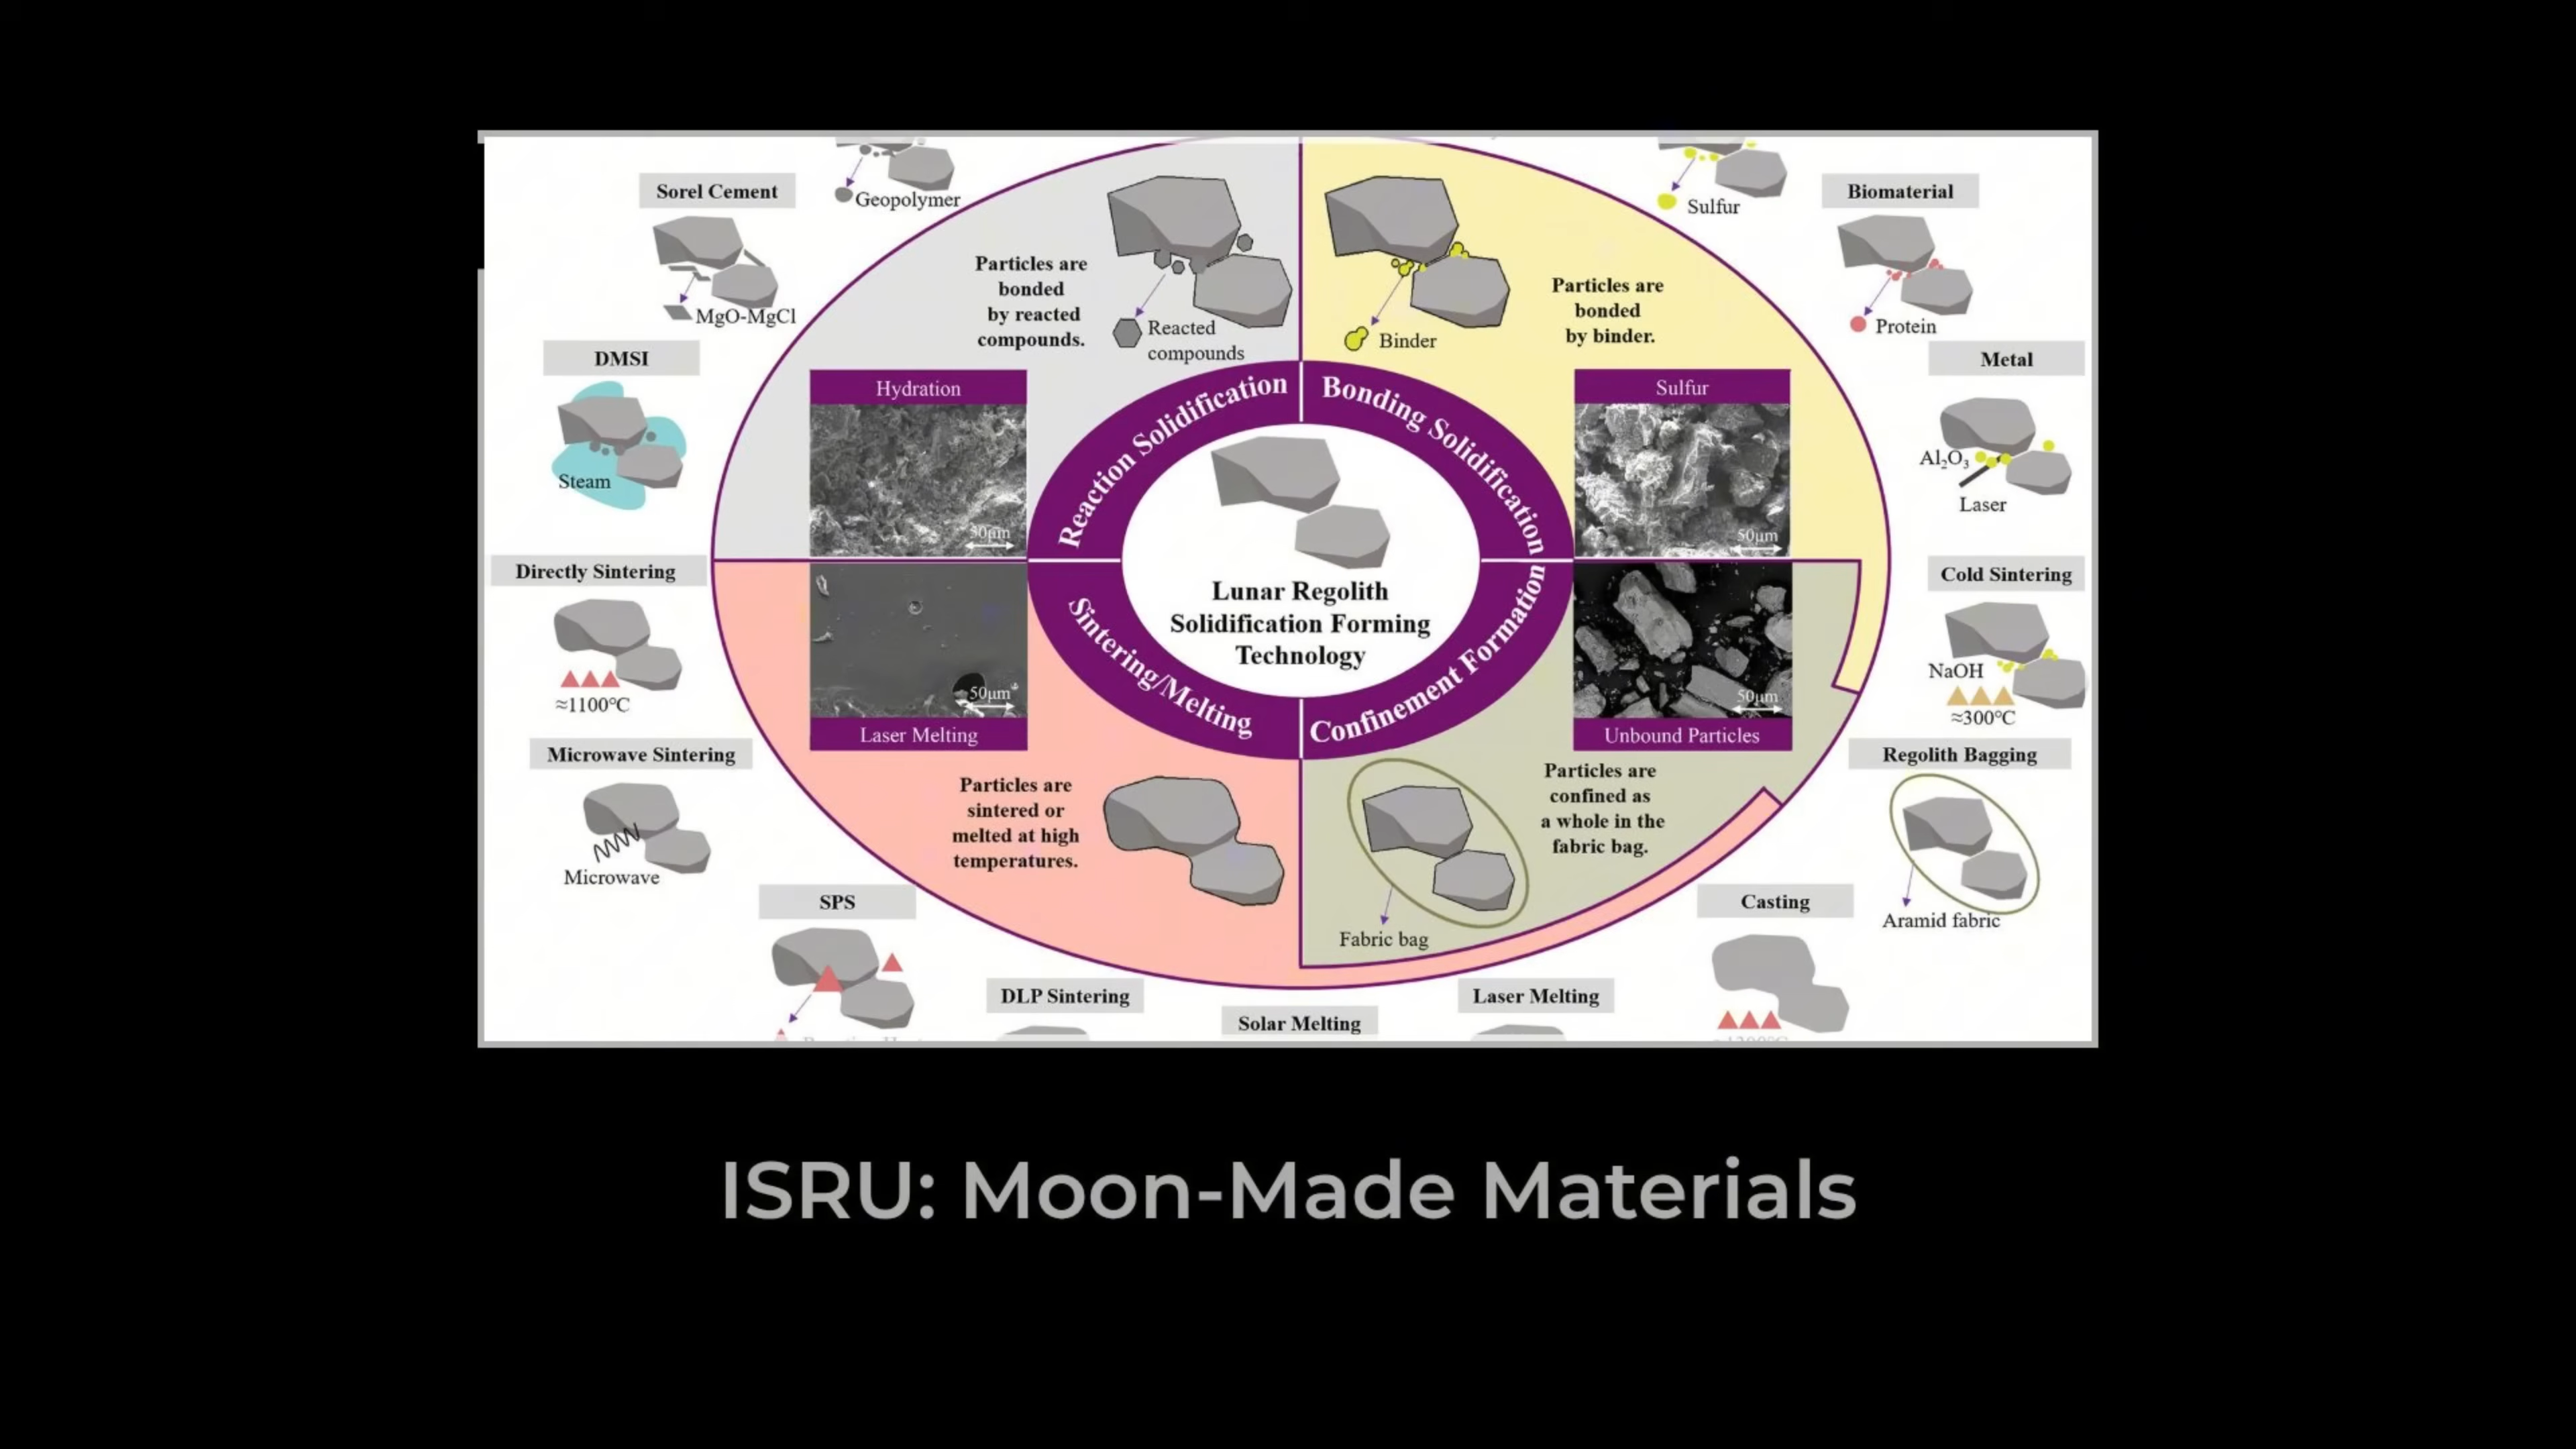 Sorel Cement
MgO-MgCl
Geopolymer
DMSI
Steam
Directly Sintering
≈1100℃
Microwave Sintering
Microwave
SPS
DLP Sintering
Solar Melting
Laser Melting
Casting
Regolith Bagging
Aramid fabric
Cold Sintering
NaOH
≈300℃
Metal
Al₂O₃
Laser
Biomaterial
Protein
Sulfur
Particles are
bonded
by reacted
compounds.
Reacted
compounds
Hydration
50μm
Binder
Particles are
bonded
by binder.
Sulfur
50μm
Reaction Solidification
Bonding Solidification
Sintering/Melting
Confinement Formation
Lunar Regolith
Solidification Forming
Technology
50μm
Laser Melting
Particles are
sintered or
melted at high
temperatures.
50μm
Unbound Particles
Particles are
confined as
a whole in the
fabric bag.
Fabric bag
ISRU: Moon-Made Materials